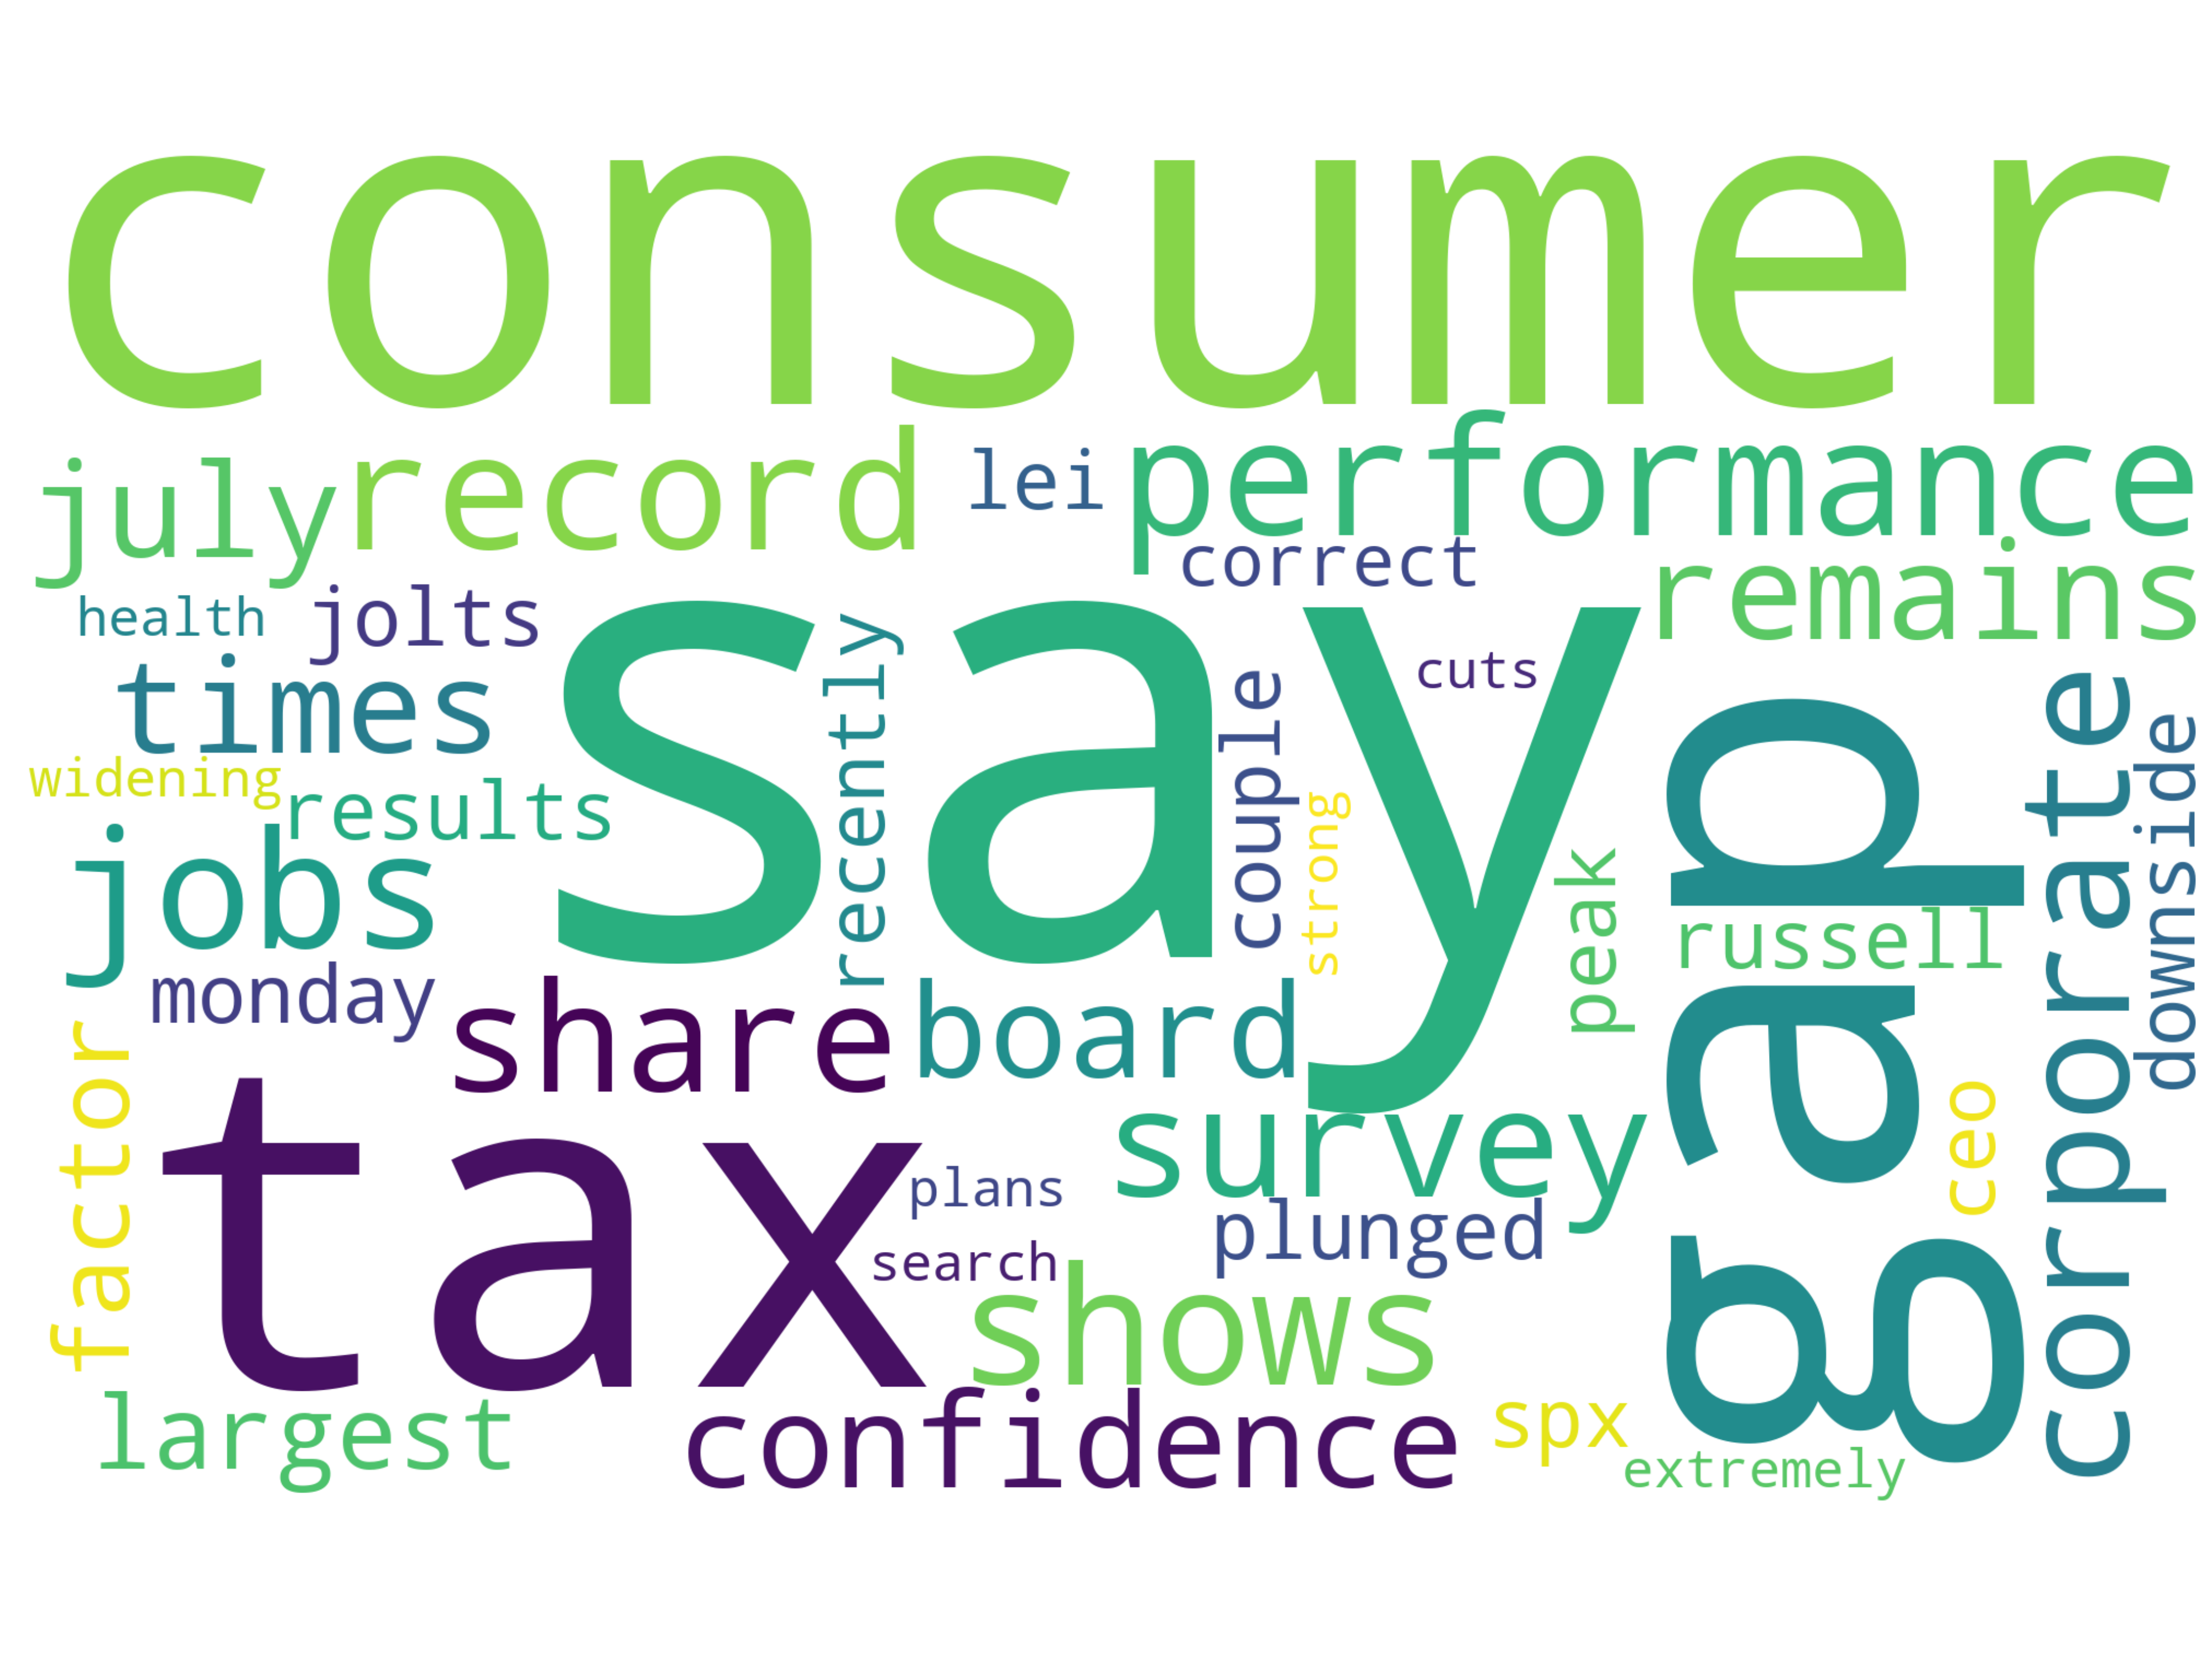 consumer
july
record
lei
performance
correct
remains
health
jolts
say
recently
couple
cuts
times
widening
results
strong
gap
corporate
downside
jobs
peak
russell
monday
share
board
factor
tax
survey
ceo
plans
plunged
search
shows
largest
confidence
spx
extremely